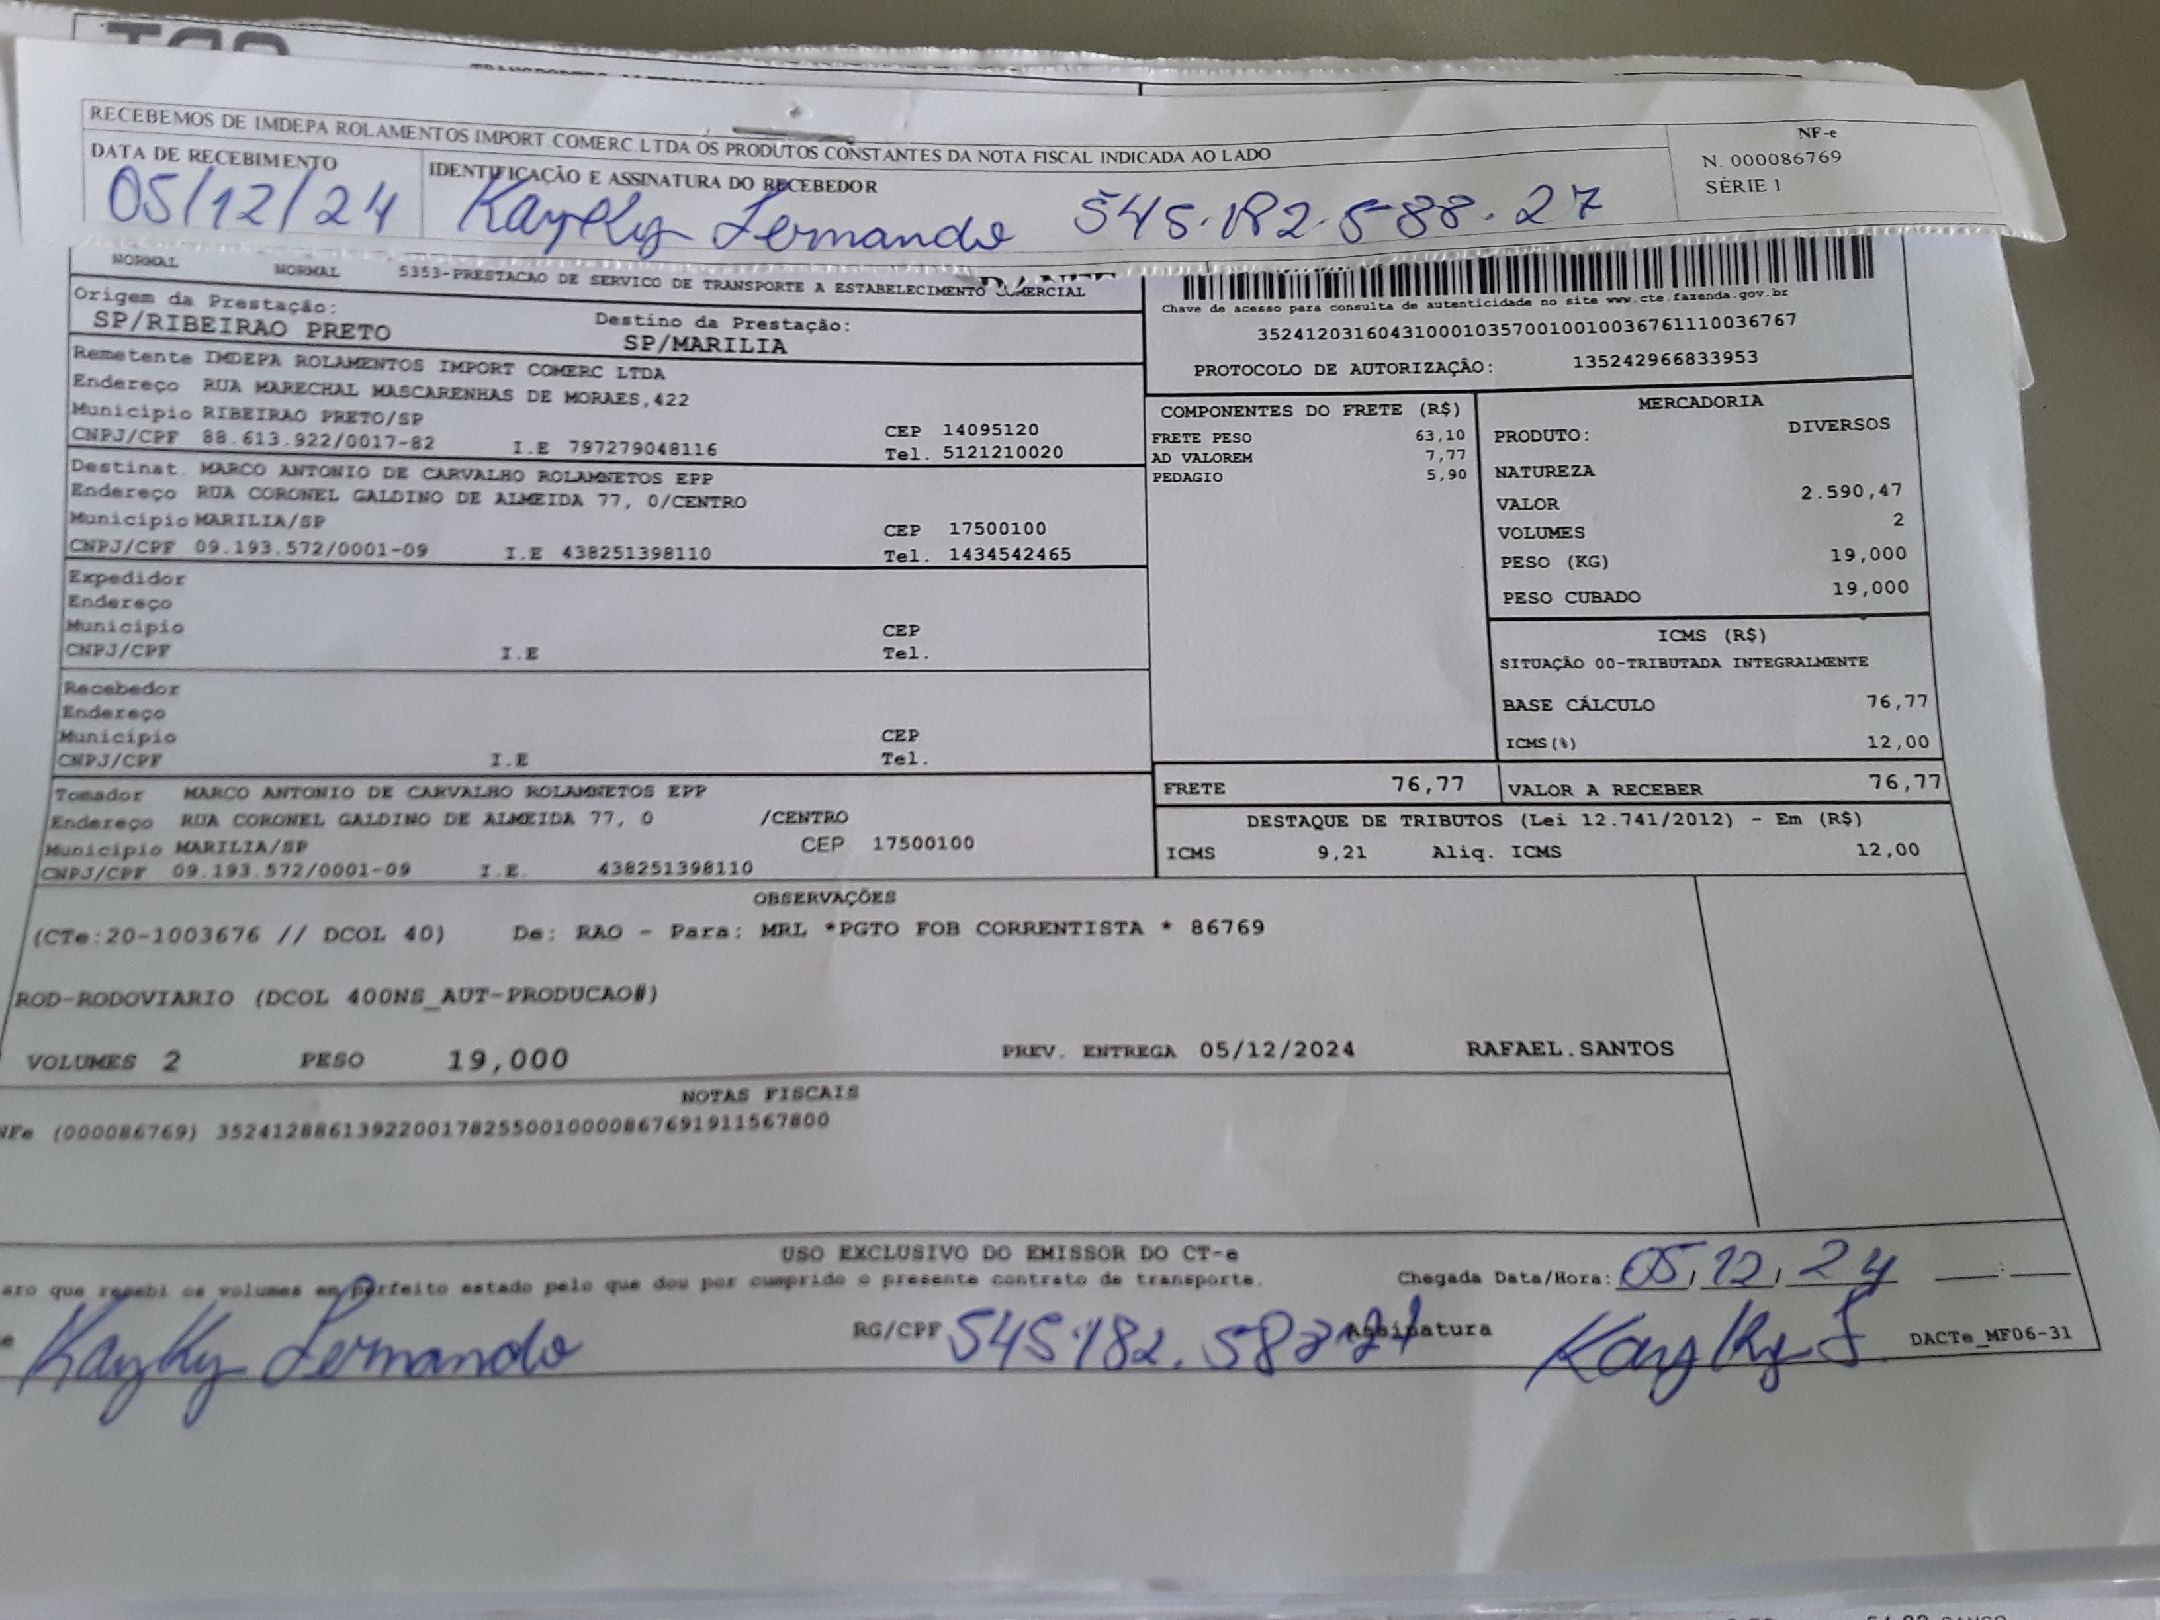 RECEBEMOS DE IMDEPA ROLAMENTOS IMPORT COMERC LTDA OS PRODUTOS CONSTANTES DA NOTA FISCAL INDICADA AO LADO
NF-e
N. 000086769
SÉRIE 1
DATA DE RECEBIMENTO
05/12/24
IDENTIFICAÇÃO E ASSINATURA DO RECEBEDOR
Kayky Fernando
NORMAL NORMAL 5353-PRESTACAO DE SERVICO DE TRANSPORTE A ESTABELECIMENTO COMERCIAL
Origem da Prestação:
SP/RIBEIRAO PRETO
Destino da Prestação:
SP/MARILIA
Remetente IMDEPA ROLAMENTOS IMPORT COMERC LTDA
Endereço RUA MARECHAL MASCARENHAS DE MORAES,422
Município RIBEIRAO PRETO/SP CEP 14095120
CNPJ/CPF 88.613.922/0017-82 I.E 797279048116 Tel. 5121210020
Destinat. MARCO ANTONIO DE CARVALHO ROLAMNETOS EPP
Endereço RUA CORONEL GALDINO DE ALMEIDA 77, 0/CENTRO
Município MARILIA/SP CEP 17500100
CNPJ/CPF 09.193.572/0001-09 I.E 438251398110 Tel. 1434542465
Expedidor
Endereço
Município CEP
CNPJ/CPF I.E Tel.
Recebedor
Endereço
Município CEP
CNPJ/CPF I.E Tel.
Tomador MARCO ANTONIO DE CARVALHO ROLAMNETOS EPP
Endereço RUA CORONEL GALDINO DE ALMEIDA 77, 0 /CENTRO
Município MARILIA/SP CEP 17500100
CNPJ/CPF 09.193.572/0001-09 I.E. 438251398110
Chave de acesso para consulta de autenticidade no site www.cte.fazenda.gov.br
35241203160431000103570010010036761110036767
PROTOCOLO DE AUTORIZAÇÃO: 135242966833953
COMPONENTES DO FRETE (R$)
FRETE PESO 63,10
AD VALOREM 7,77
PEDAGIO 5,90
MERCADORIA
PRODUTO: DIVERSOS
NATUREZA
VALOR 2.590,47
VOLUMES 2
PESO (KG) 19,000
PESO CUBADO 19,000
ICMS (R$)
SITUAÇÃO 00-TRIBUTADA INTEGRALMENTE
BASE CÁLCULO 76,77
ICMS(%) 12,00
FRETE 76,77 VALOR A RECEBER 76,77
DESTAQUE DE TRIBUTOS (Lei 12.741/2012) - Em (R$)
ICMS 9,21 Aliq. ICMS 12,00
OBSERVAÇÕES
(CTe:20-1003676 // DCOL 40) De: RAO - Para: MRL *PGTO FOB CORRENTISTA * 86769
ROD-RODOVIARIO (DCOL 400NS_AUT-PRODUCAO#)
VOLUMES 2 PESO 19,000 PREV. ENTREGA 05/12/2024 RAFAEL.SANTOS
NOTAS FISCAIS
NFe (000086769) 35241288613922001782550010000867691911567800
USO EXCLUSIVO DO EMISSOR DO CT-e
aro que recebi os volumes em perfeito estado pelo que dou por cumprido o presente contrato de transporte. Chegada Data/Hora: 05/12/24
Kayky Fernando RG/CPF Assinatura Kayky F DACTe_MF06-31